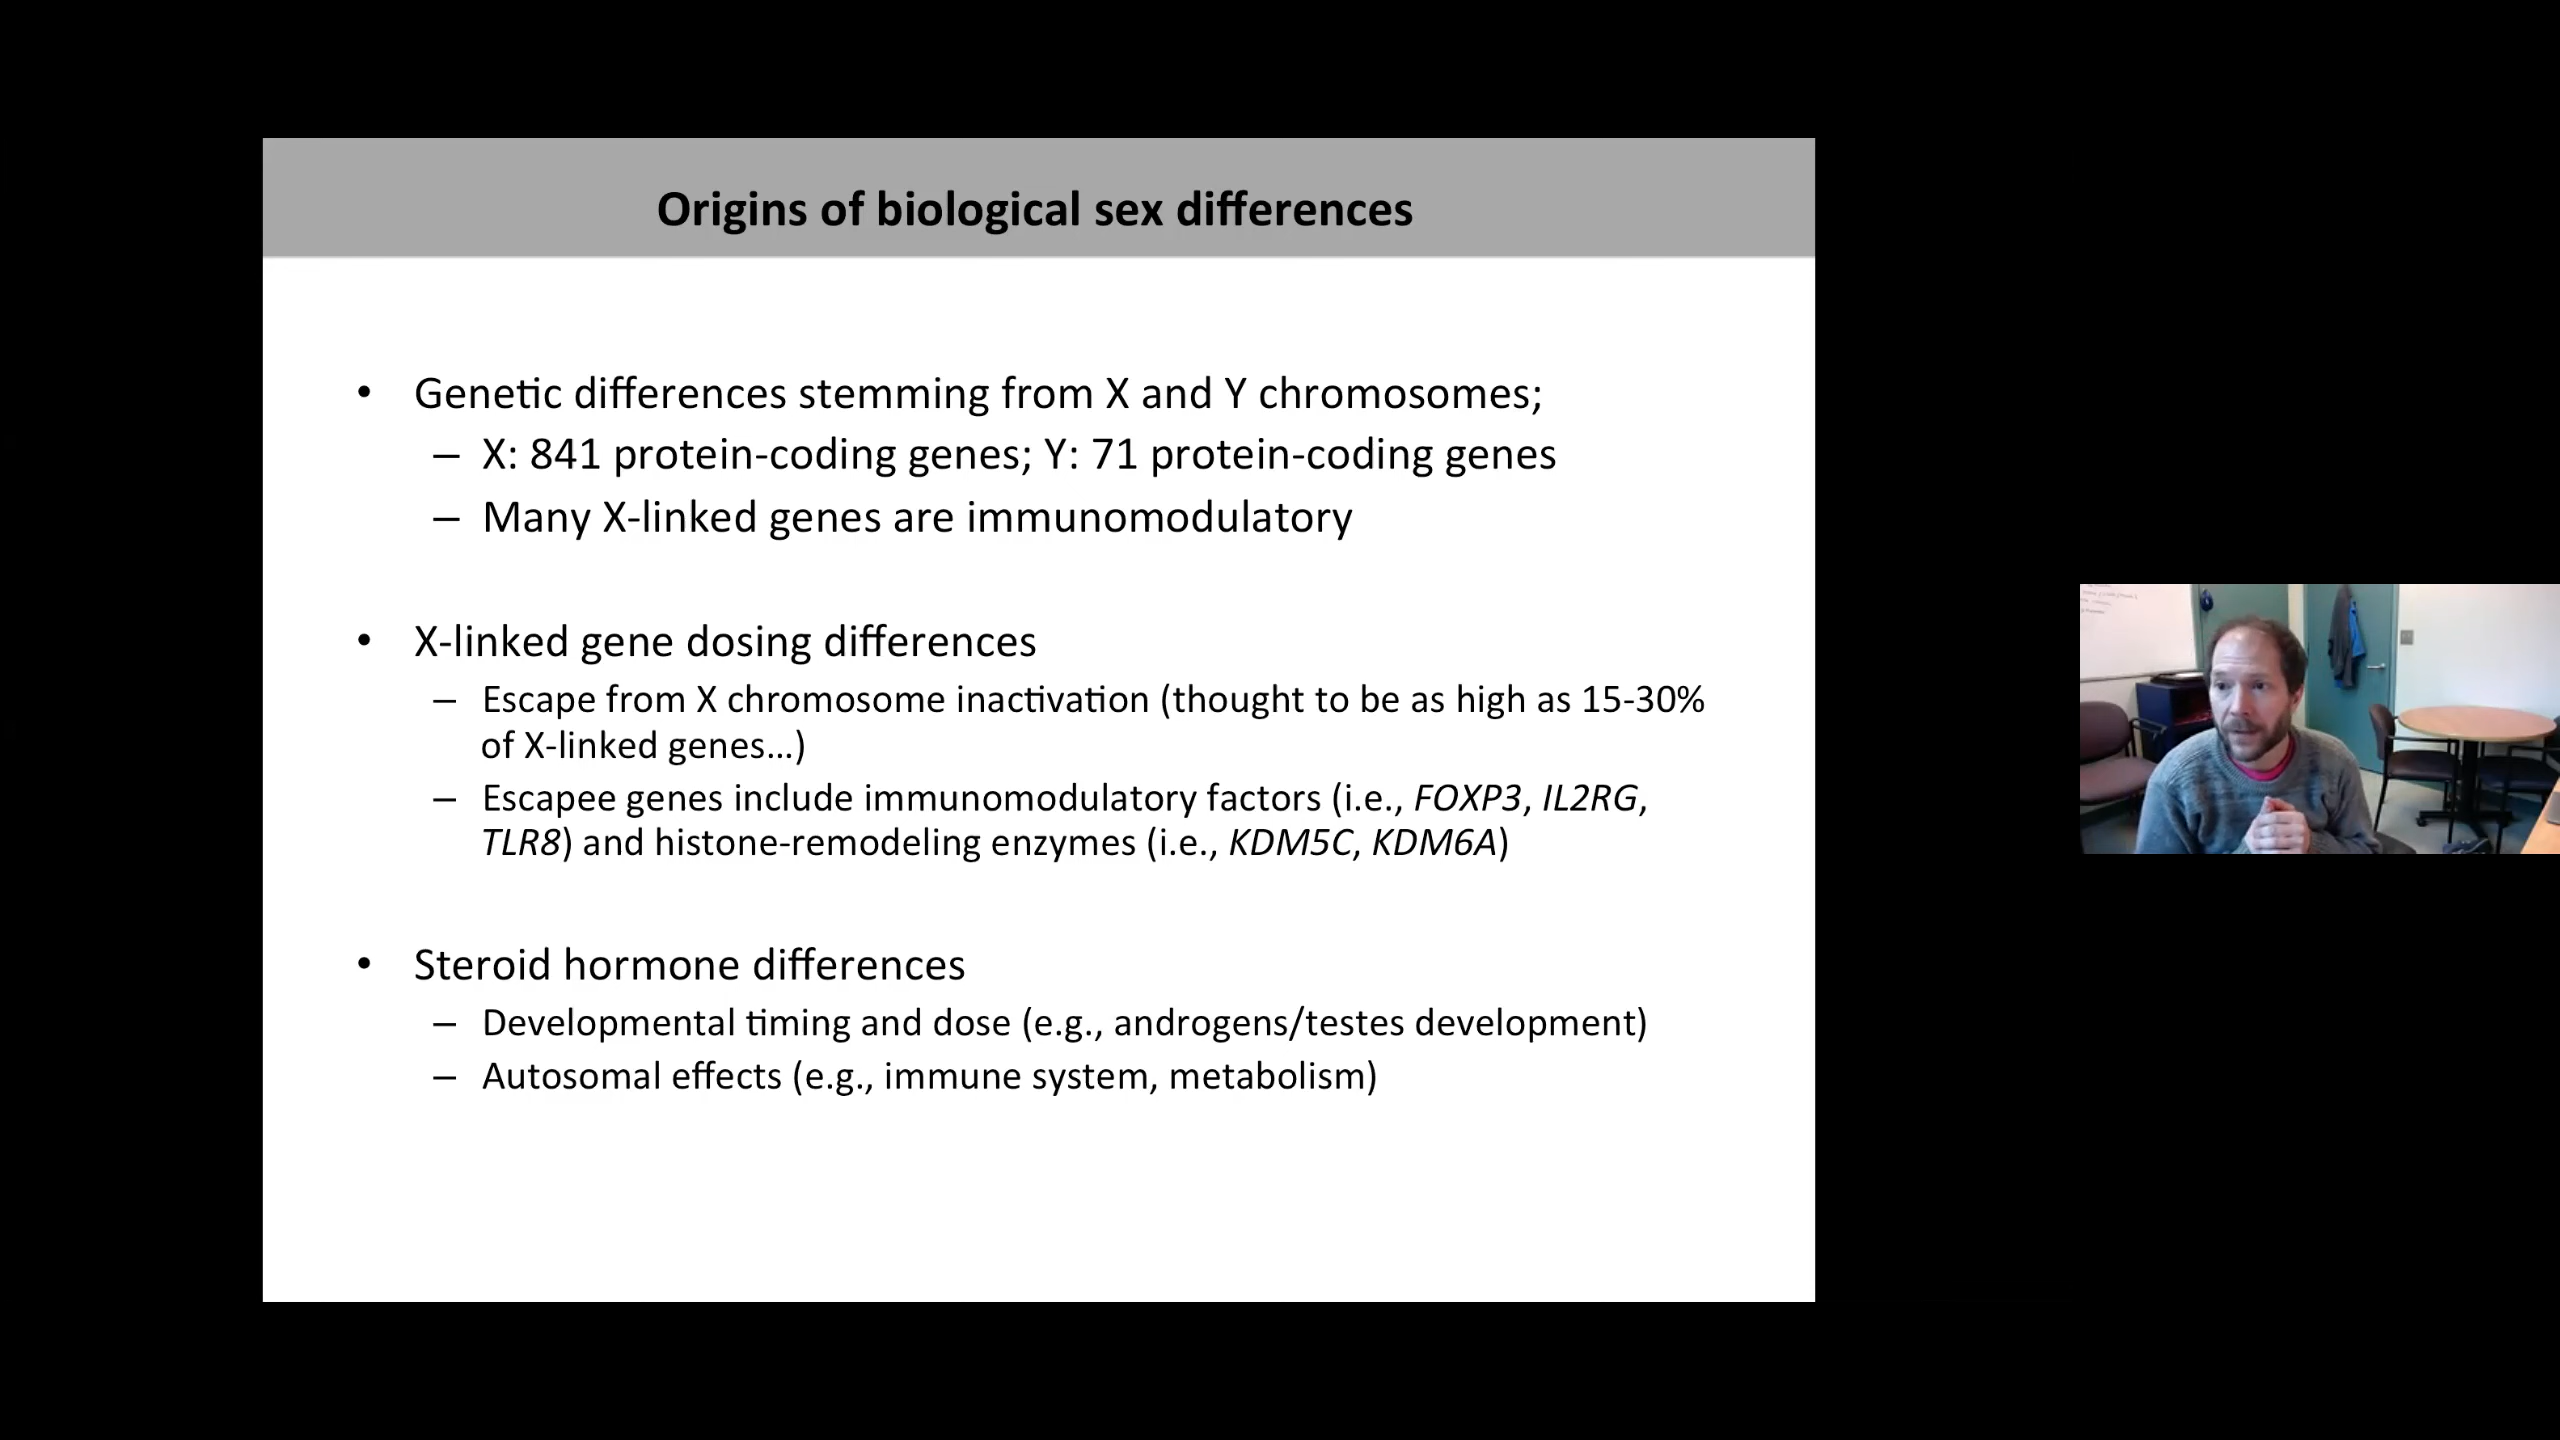 Origins of biological sex differences
• Genetic differences stemming from X and Y chromosomes;
– X: 841 protein-coding genes; Y: 71 protein-coding genes
– Many X-linked genes are immunomodulatory
• X-linked gene dosing differences
– Escape from X chromosome inactivation (thought to be as high as 15-30%
of X-linked genes…)
– Escapee genes include immunomodulatory factors (i.e., FOXP3, IL2RG,
TLR8) and histone-remodeling enzymes (i.e., KDM5C, KDM6A)
• Steroid hormone differences
– Developmental timing and dose (e.g., androgens/testes development)
– Autosomal effects (e.g., immune system, metabolism)